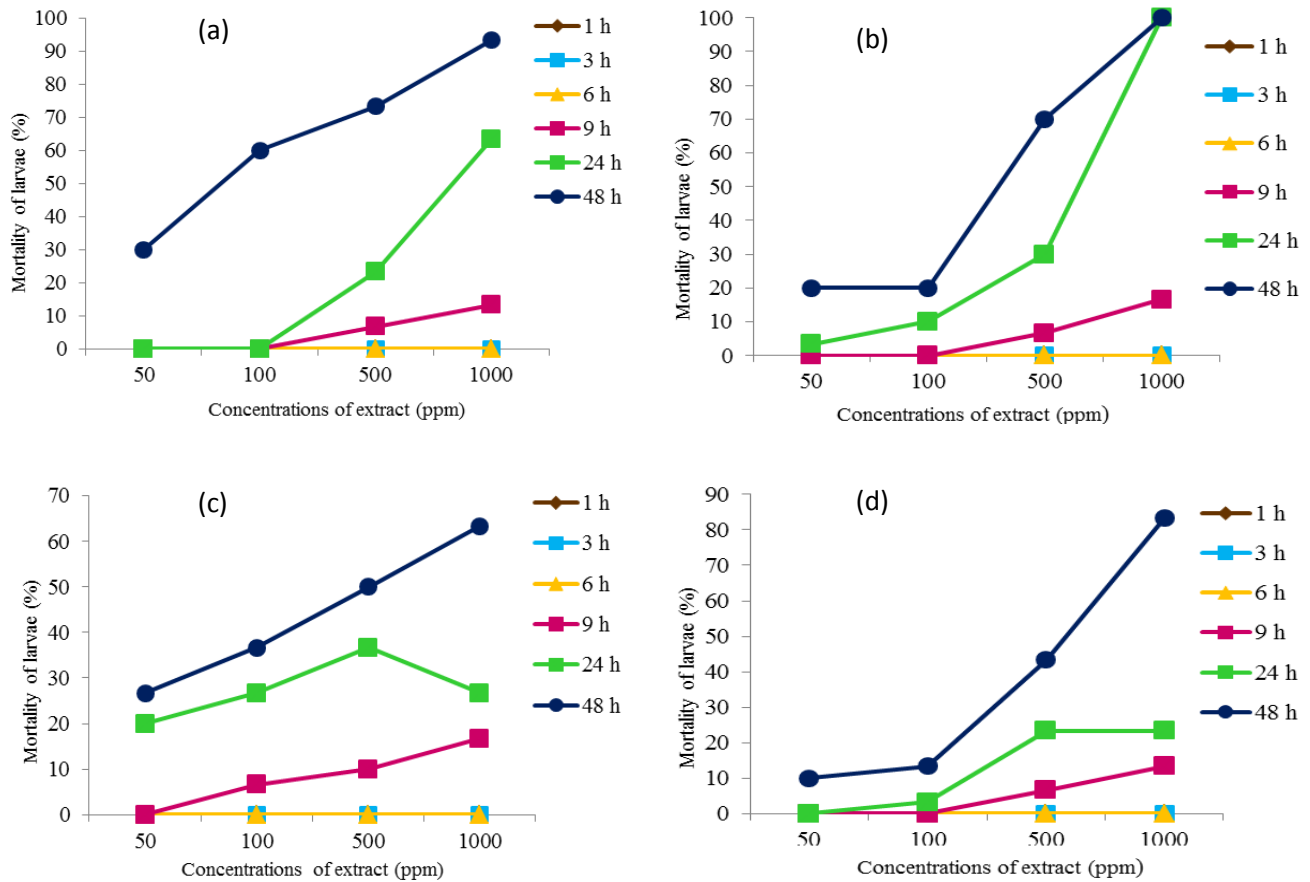 (a)
Mortality of larvae (%)
100
90
80
70
60
50
40
30
20
10
0
50 100 500 1000
Concentrations of extract (ppm)
1 h
3 h
6 h
9 h
24 h
48 h
(b)
Mortality of larvae (%)
100
90
80
70
60
50
40
30
20
10
0
50 100 500 1000
Concentrations of extract (ppm)
1 h
3 h
6 h
9 h
24 h
48 h
(c)
Mortality of larvae (%)
70
60
50
40
30
20
10
0
50 100 500 1000
Concentrations of extract (ppm)
1 h
3 h
6 h
9 h
24 h
48 h
(d)
Mortality of larvae (%)
90
80
70
60
50
40
30
20
10
0
50 100 500 1000
Concentrations of extract (ppm)
1 h
3 h
6 h
9 h
24 h
48 h